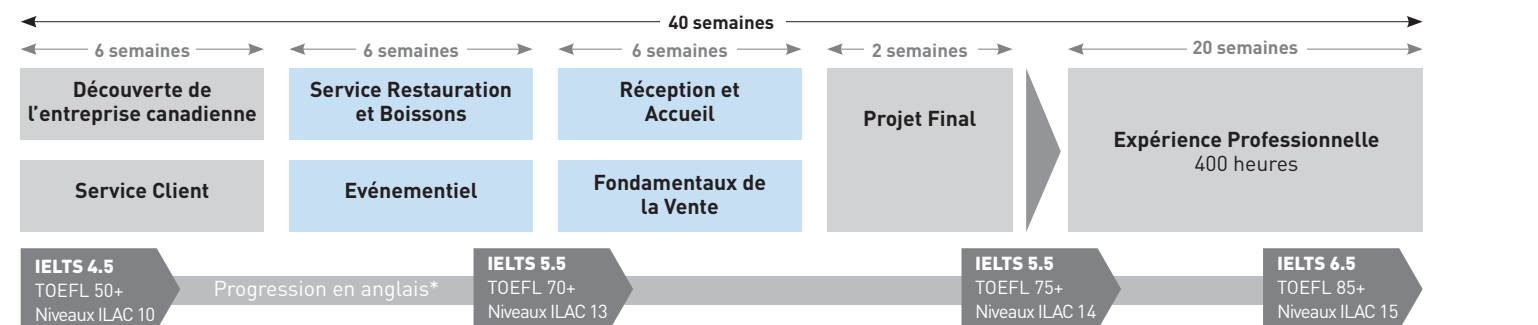 40 semaines
6 semaines
6 semaines
6 semaines
2 semaines
20 semaines
Découverte de
l'entreprise canadienne
Service Restauration
et Boissons
Réception et
Accueil
Projet Final
Expérience Professionnelle
400 heures
Service Client
Evénementiel
Fondamentaux de
la Vente
IELTS 4.5
TOEFL 50+
Niveaux ILAC 10
Progression en anglais*
IELTS 5.5
TOEFL 70+
Niveaux ILAC 13
IELTS 5.5
TOEFL 75+
Niveaux ILAC 14
IELTS 6.5
TOEFL 85+
Niveaux ILAC 15